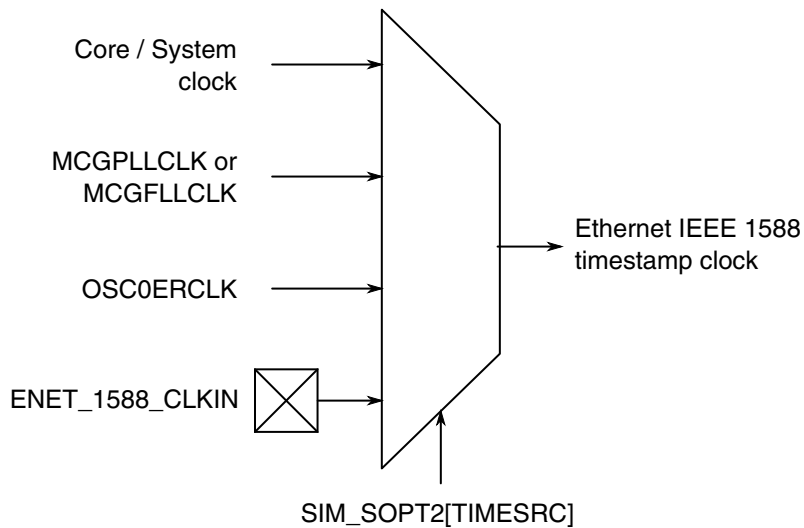 Core / System
clock
MCGPLLCLK or
MCGFLLCLK
OSC0ERCLK
ENET_1588_CLKIN
Ethernet IEEE 1588
timestamp clock
SIM_SOPT2[TIMESRC]